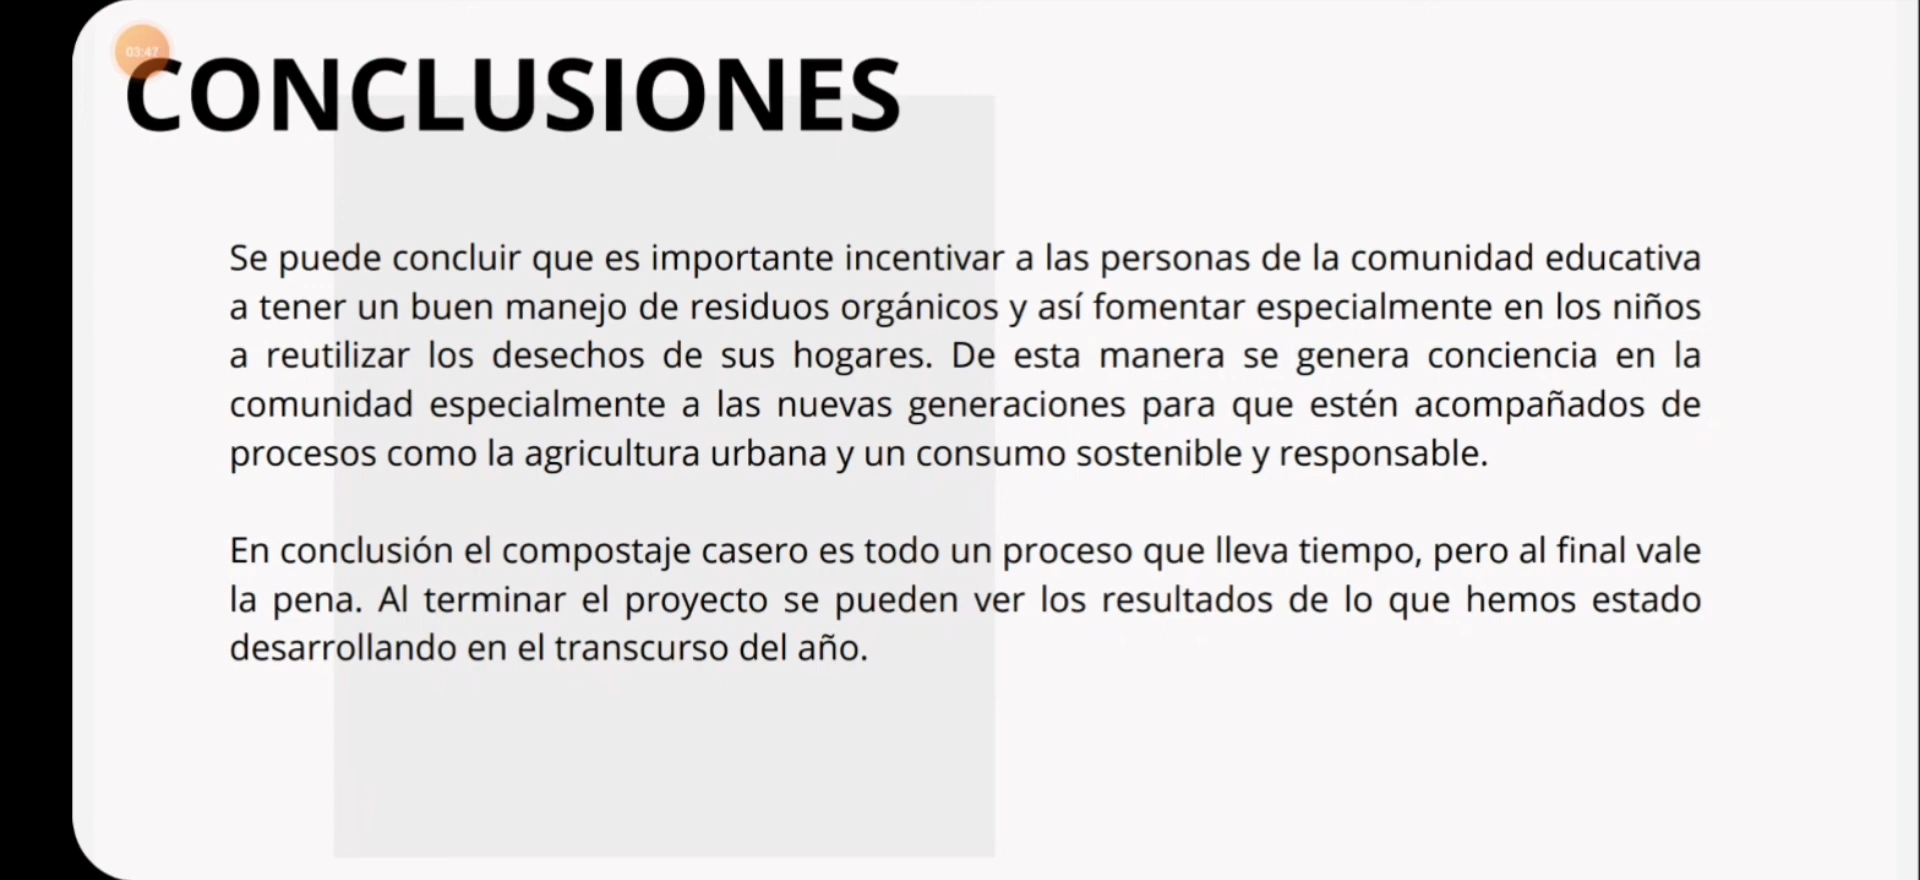 03:47
CONCLUSIONES
Se puede concluir que es importante incentivar a las personas de la comunidad educativa
a tener un buen manejo de residuos orgánicos y así fomentar especialmente en los niños
a reutilizar los desechos de sus hogares. De esta manera se genera conciencia en la
comunidad especialmente a las nuevas generaciones para que estén acompañados de
procesos como la agricultura urbana y un consumo sostenible y responsable.
En conclusión el compostaje casero es todo un proceso que lleva tiempo, pero al final vale
la pena. Al terminar el proyecto se pueden ver los resultados de lo que hemos estado
desarrollando en el transcurso del año.